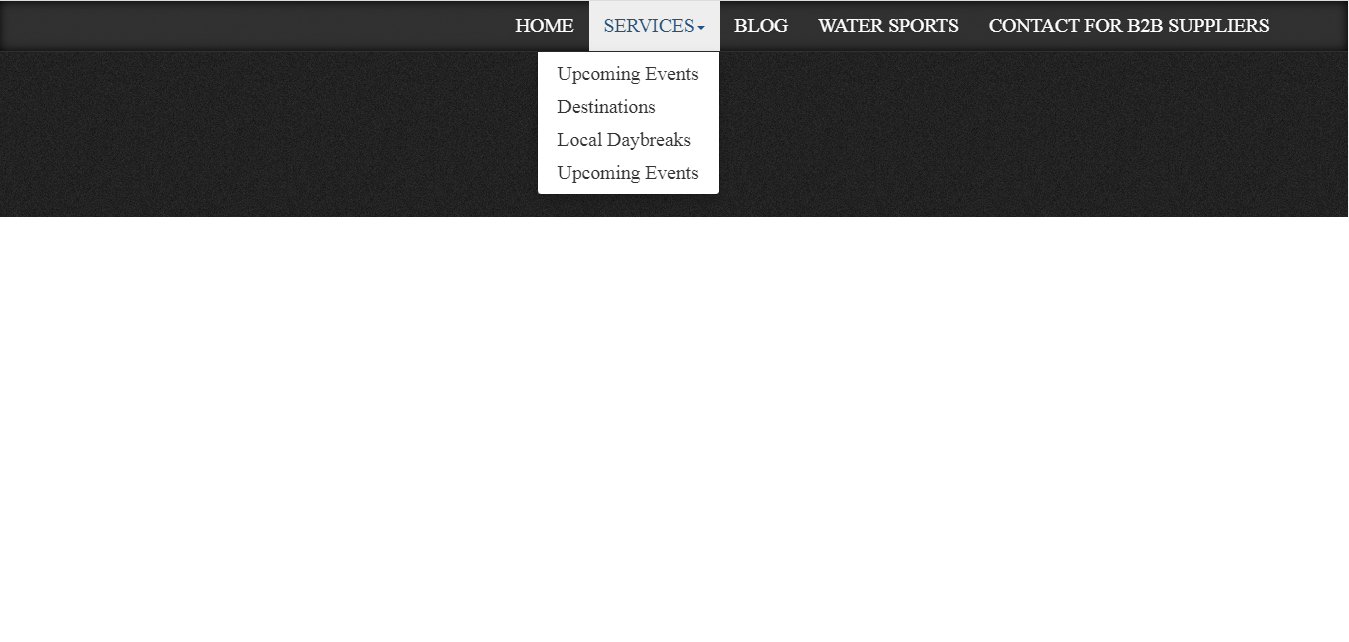 HOME SERVICES BLOG WATER SPORTS CONTACT FOR B2B SUPPLIERS
Upcoming Events
Destinations
Local Daybreaks
Upcoming Events